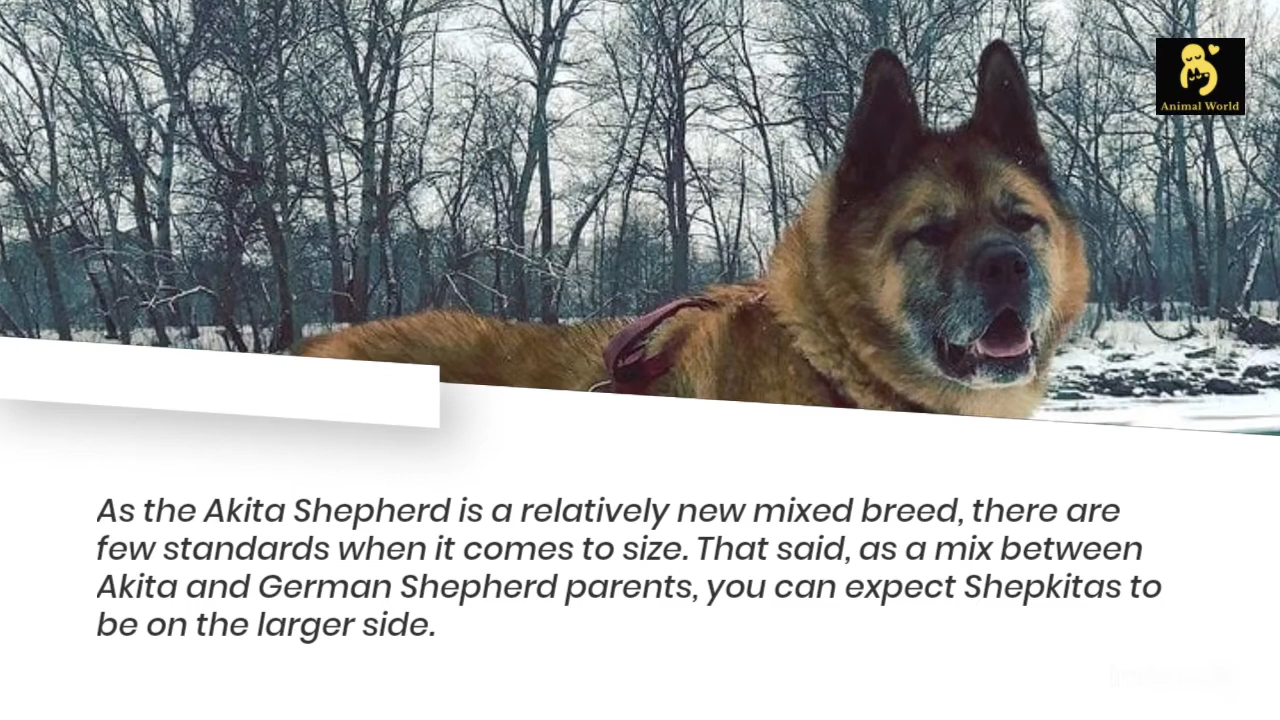 Animal World
As the Akita Shepherd is a relatively new mixed breed, there are
few standards when it comes to size. That said, as a mix between
Akita and German Shepherd parents, you can expect Shepkitas to
be on the larger side.